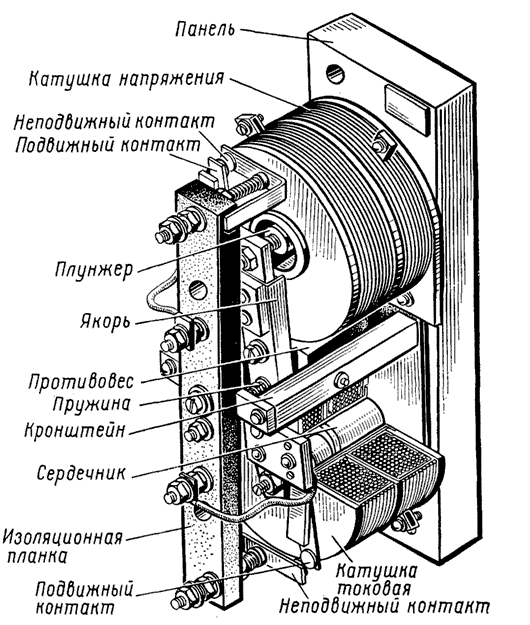 Панель
Катушка напряжения
Неподвижный контакт
Подвижный контакт
Плунжер
Якорь
Противовес
Пружина
Кронштейн
Сердечник
Изоляционная
планка
Подвижный
контакт
Катушка
токовая
Неподвижный контакт